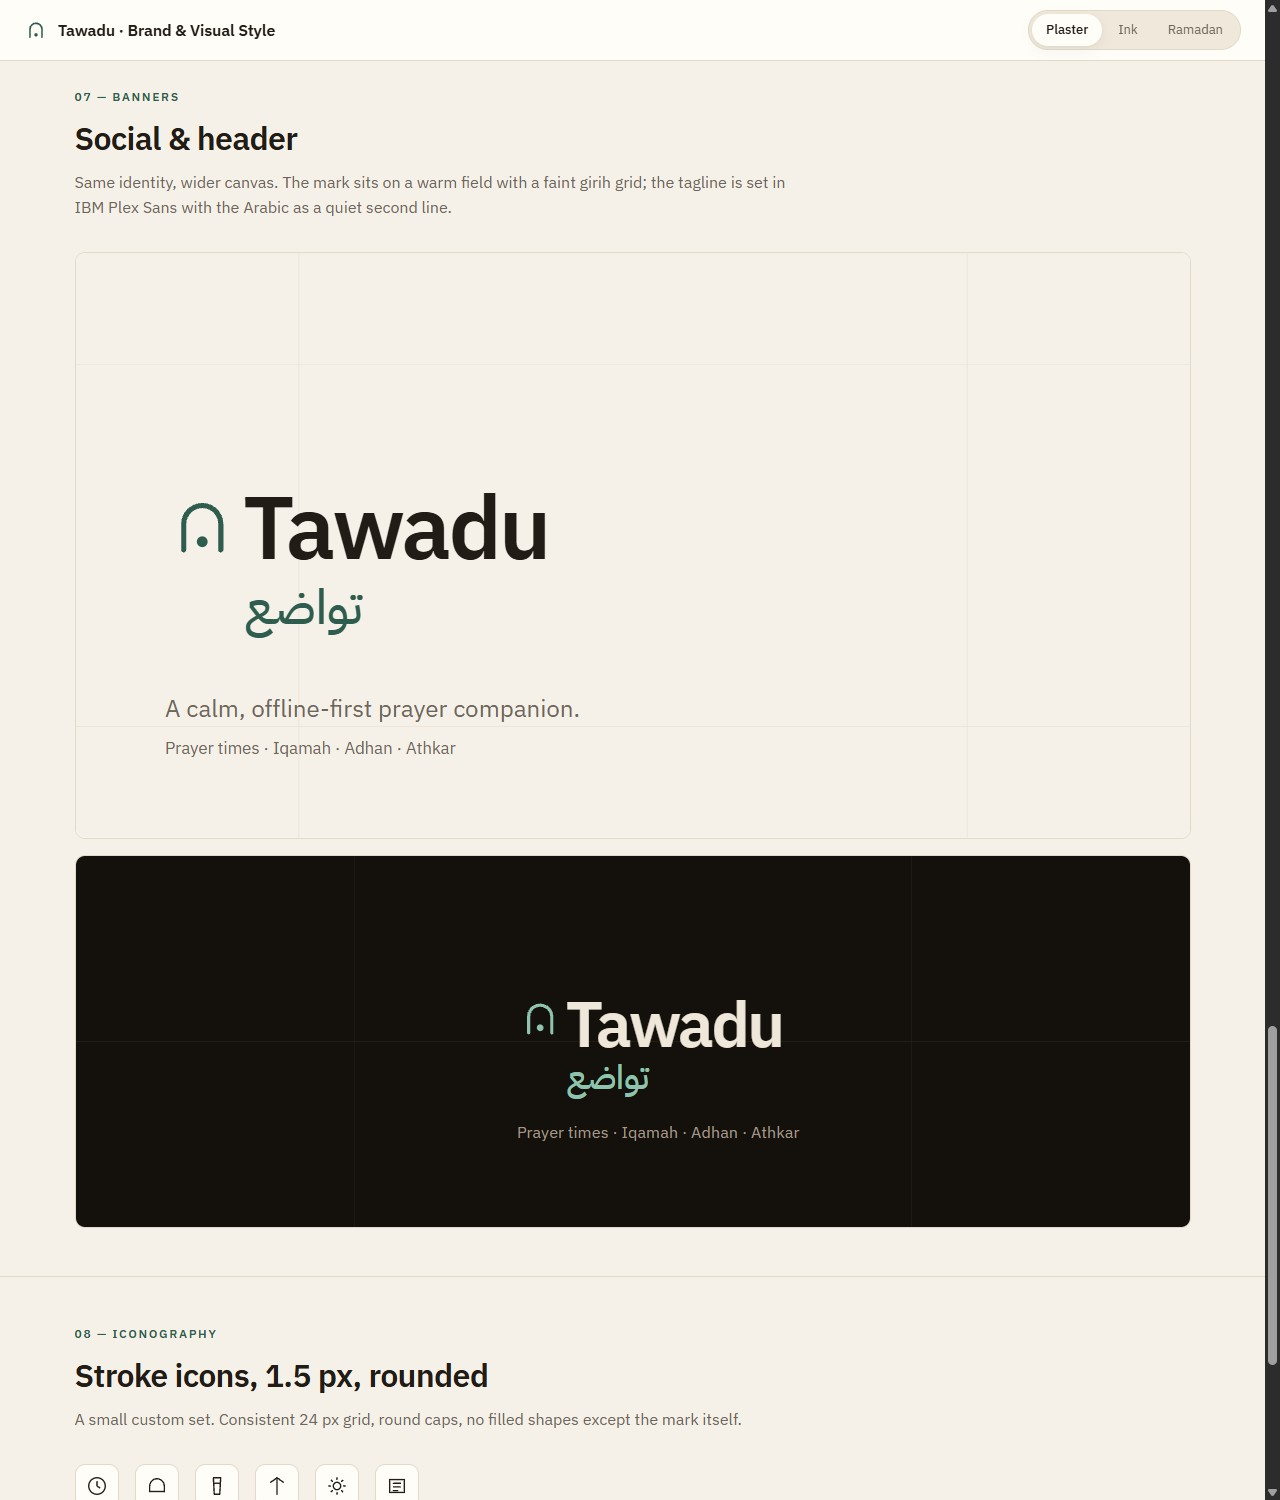 Tawadu · Brand & Visual Style
Plaster
Ink
Ramadan
07 — BANNERS
Social & header
Same identity, wider canvas. The mark sits on a warm field with a faint girih grid; the tagline is set in
IBM Plex Sans with the Arabic as a quiet second line.
Tawadu
تواضع
A calm, offline-first prayer companion.
Prayer times · Iqamah · Adhan · Athkar
Tawadu
تواضع
Prayer times · Iqamah · Adhan · Athkar
08 — ICONOGRAPHY
Stroke icons, 1.5 px, rounded
A small custom set. Consistent 24 px grid, round caps, no filled shapes except the mark itself.